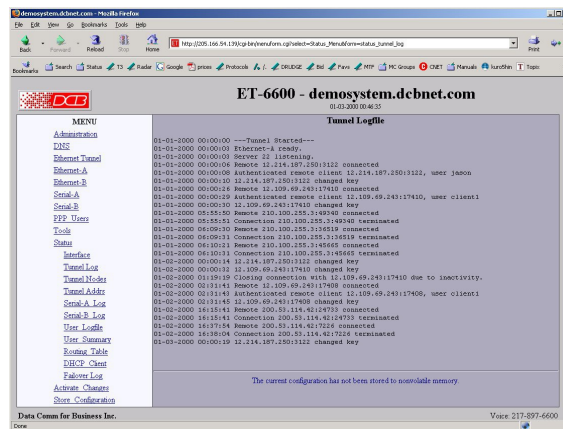 demosystem.dcbnet.com - Mozilla Firefox
File Edit View Go Bookmarks Tools Help
Back Forward Reload Stop Home http://205.166.54.139/cgi-bin/menuform.cgi?select=Status_Menu&form=status_tunnel_log Print
Bookmarks Search Status T3 Radar Google prices Protocols DRUDGE Bid Favs MTP MC Groups CNET Manuals kuro5hin Topix
DCB
ET-6600 - demosystem.dcbnet.com
01-03-2000 00:46:35
MENU
Administration
DNS
Ethernet Tunnel
Ethernet-A
Ethernet-B
Serial-A
Serial-B
PPP Users
Tools
Status
Interface
Tunnel Log
Tunnel Nodes
Tunnel Addrs
Serial-A Log
Serial-B Log
User Logfile
User Summary
Routing Table
DHCP Client
Failover Log
Activate Changes
Store Configuration
Tunnel Logfile
01-01-2000 00:00:00 ---Tunnel Started---
01-01-2000 00:00:03 Ethernet-A ready.
01-01-2000 00:00:03 Server 22 listening.
01-01-2000 00:00:06 Remote 12.214.187.250:3122 connected
01-01-2000 00:00:08 Authenticated remote client 12.214.187.250:3122, user jason
01-01-2000 00:00:10 12.214.187.250:3122 changed key
01-01-2000 00:00:26 Remote 12.109.69.243:17410 connected
01-01-2000 00:00:29 Authenticated remote client 12.109.69.243:17410, user client1
01-01-2000 00:00:30 12.109.69.243:17410 changed key
01-01-2000 05:55:50 Remote 210.100.255.3:49340 connected
01-01-2000 05:55:51 Connection 210.100.255.3:49340 terminated
01-01-2000 06:09:30 Remote 210.100.255.3:36519 connected
01-01-2000 06:09:31 Connection 210.100.255.3:36519 terminated
01-01-2000 06:10:21 Remote 210.100.255.3:45665 connected
01-01-2000 06:10:31 Connection 210.100.255.3:45665 terminated
01-02-2000 00:00:14 12.214.187.250:3122 changed key
01-02-2000 00:00:32 12.109.69.243:17410 changed key
01-02-2000 01:19:19 Closing connection with 12.109.69.243:17410 due to inactivity.
01-02-2000 02:31:41 Remote 12.109.69.243:17408 connected
01-02-2000 02:31:43 Authenticated remote client 12.109.69.243:17408, user client1
01-02-2000 02:31:45 12.109.69.243:17408 changed key
01-02-2000 16:15:41 Remote 200.53.114.42:24733 connected
01-02-2000 16:15:41 Connection 200.53.114.42:24733 terminated
01-02-2000 16:37:54 Remote 200.53.114.42:7226 connected
01-02-2000 16:38:04 Connection 200.53.114.42:7226 terminated
01-03-2000 00:00:19 12.214.187.250:3122 changed key
The current configuration has not been stored to nonvolatile memory.
Data Comm for Business Inc. Voice: 217-897-6600
Done